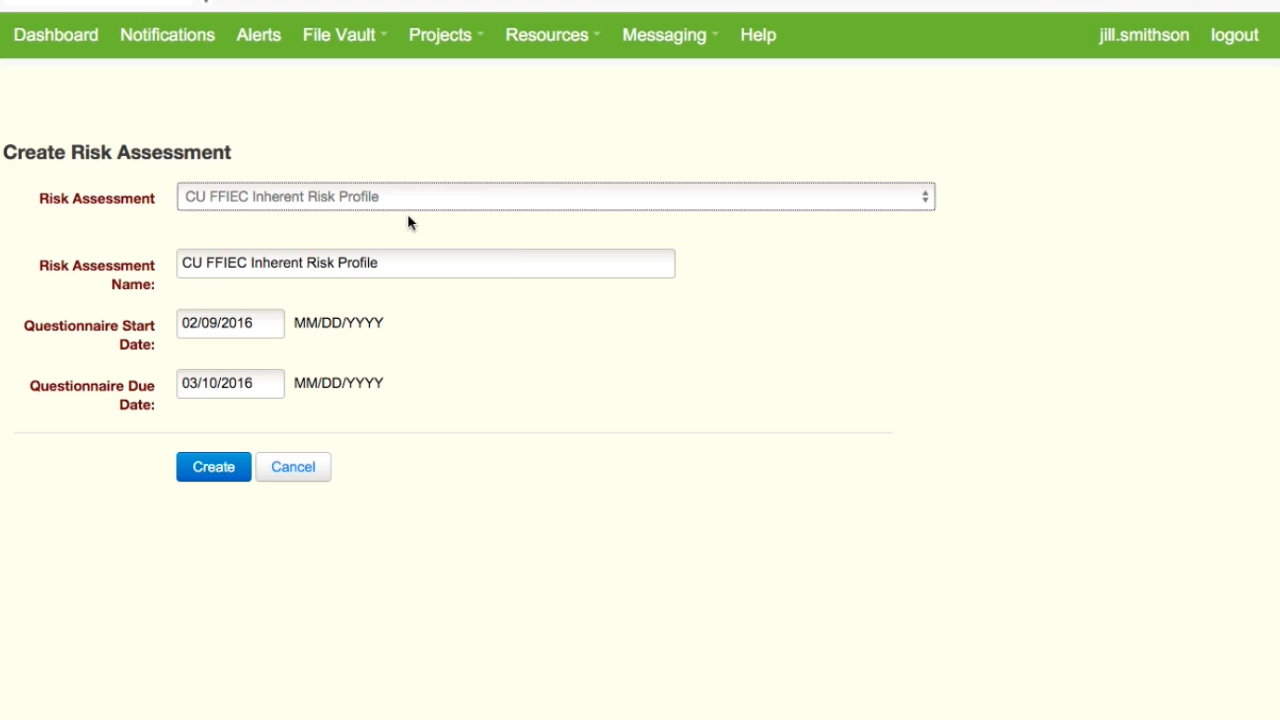 Dashboard Notifications Alerts File Vault Projects Resources Messaging Help jill.smithson logout
Create Risk Assessment
Risk Assessment CU FFIEC Inherent Risk Profile
Risk Assessment Name: CU FFIEC Inherent Risk Profile
Questionnaire Start Date: 02/09/2016 MM/DD/YYYY
Questionnaire Due Date: 03/10/2016 MM/DD/YYYY
Create Cancel